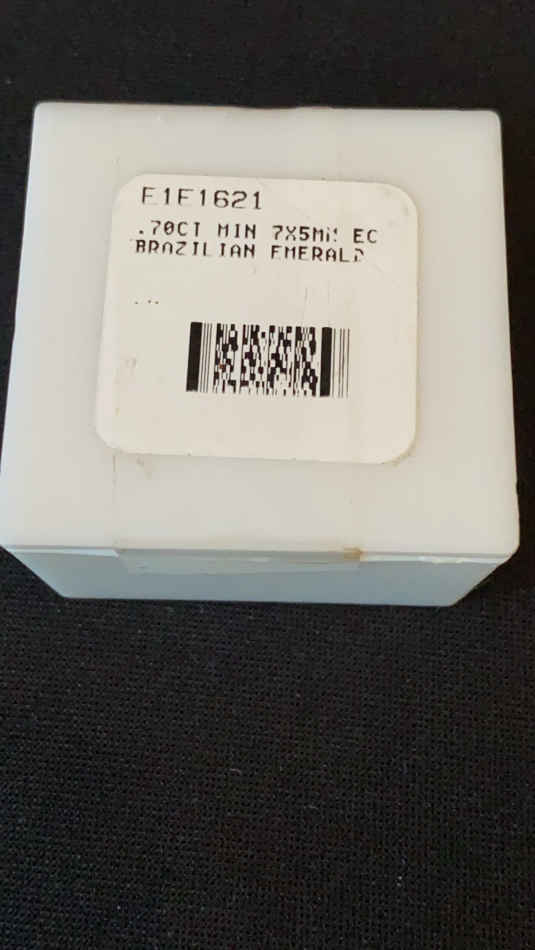 E1E1621
.70CT MIN 7X5MM EC
BRAZILIAN EMERALD